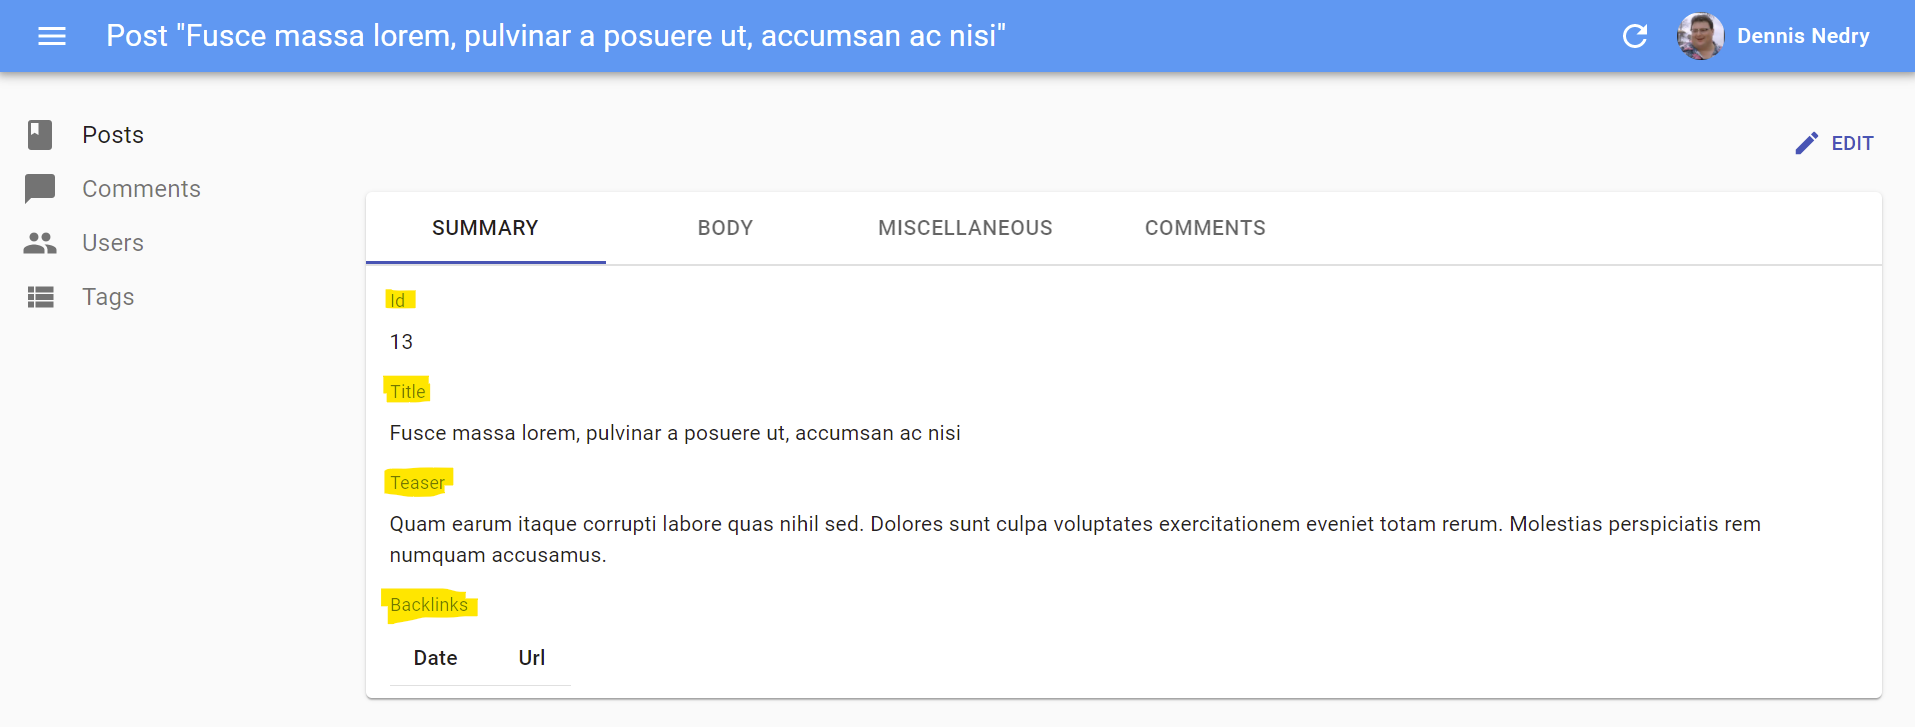 Post "Fusce massa lorem, pulvinar a posuere ut, accumsan ac nisi"
Dennis Nedry
Posts
Comments
Users
Tags
EDIT
SUMMARY BODY MISCELLANEOUS COMMENTS
Id
13
Title
Fusce massa lorem, pulvinar a posuere ut, accumsan ac nisi
Teaser
Quam earum itaque corrupti labore quas nihil sed. Dolores sunt culpa voluptates exercitationem eveniet totam rerum. Molestias perspiciatis rem
numquam accusamus.
Backlinks
Date Url